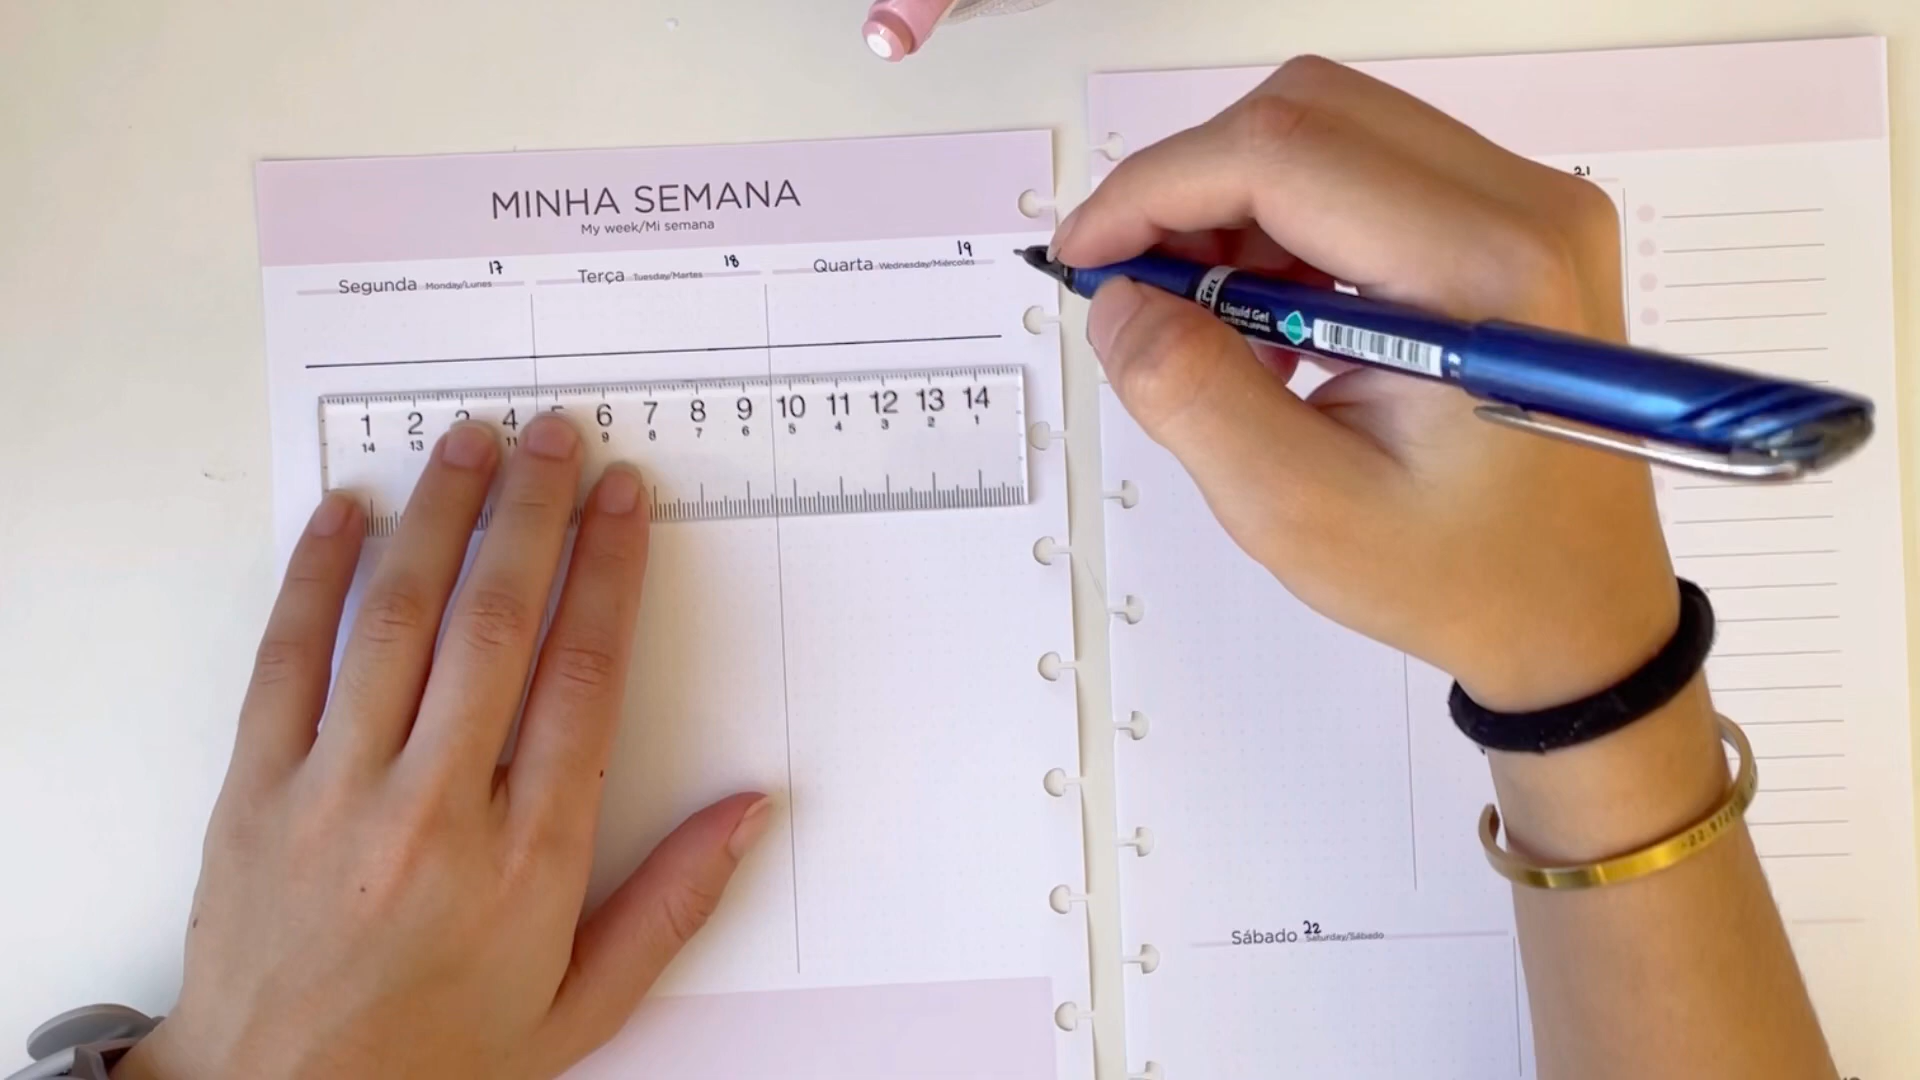 MINHA SEMANA
My week/Mi semana
Segunda Monday/Lunes 17
Terça Tuesday/Martes 18
Quarta Wednesday/Miércoles 19
1 2 3 4 5 6 7 8 9 10 11 12 13 14
14 13 11 9 8 7 6 5 4 3 2 1
21
Liquid Gel
Sábado 22
Saturday/Sábado